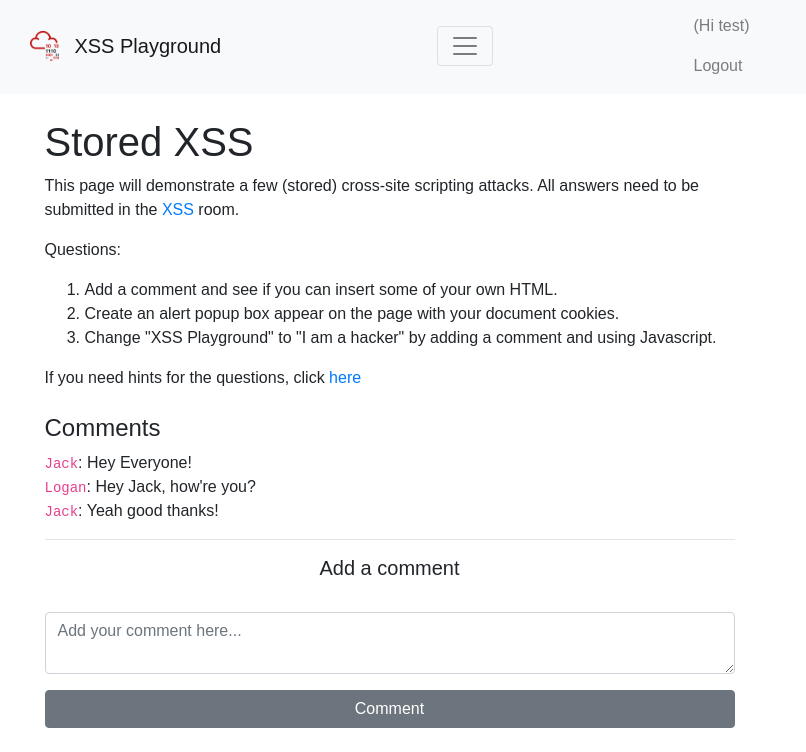 XSS Playground
(Hi test)
Logout
Stored XSS
This page will demonstrate a few (stored) cross-site scripting attacks. All answers need to be
submitted in the XSS room.
Questions:
1. Add a comment and see if you can insert some of your own HTML.
2. Create an alert popup box appear on the page with your document cookies.
3. Change "XSS Playground" to "I am a hacker" by adding a comment and using Javascript.
If you need hints for the questions, click here
Comments
Jack: Hey Everyone!
Logan: Hey Jack, how're you?
Jack: Yeah good thanks!
Add a comment
Add your comment here...
Comment